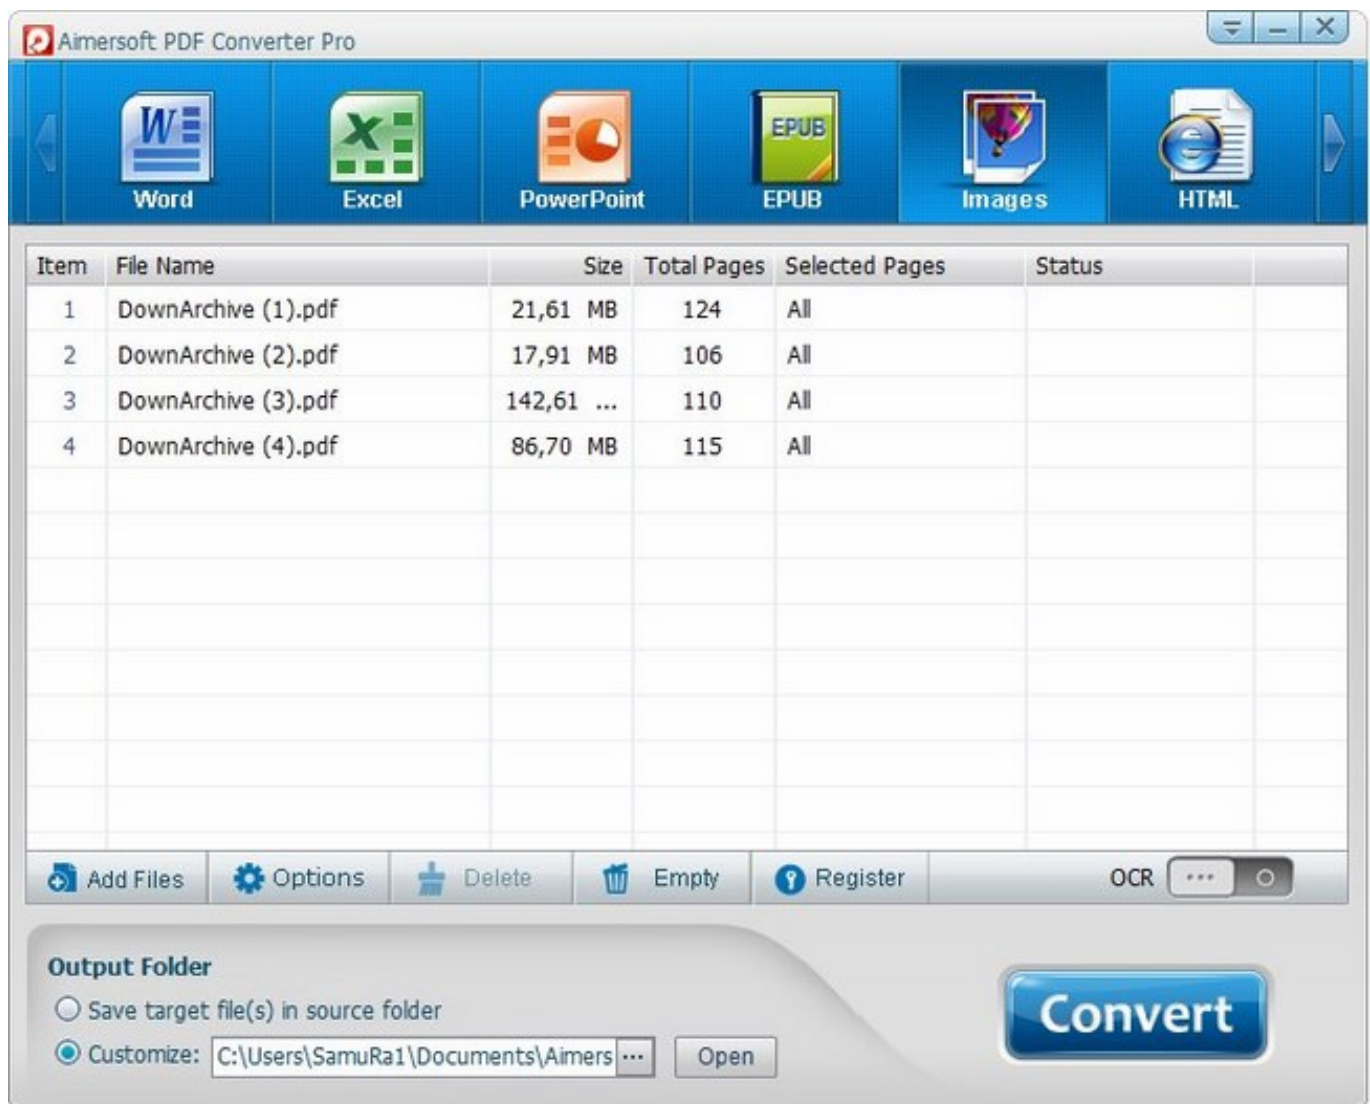 Aimersoft PDF Converter Pro
W X EPUB
Word Excel PowerPoint EPUB Images HTML
Item File Name Size Total Pages Selected Pages Status
1 DownArchive (1).pdf 21,61 MB 124 All
2 DownArchive (2).pdf 17,91 MB 106 All
3 DownArchive (3).pdf 142,61 ... 110 All
4 DownArchive (4).pdf 86,70 MB 115 All
Add Files Options Delete Empty Register OCR
Output Folder
Save target file(s) in source folder
Customize: C:\Users\SamuRa1\Documents\Aimers ... Open
Convert